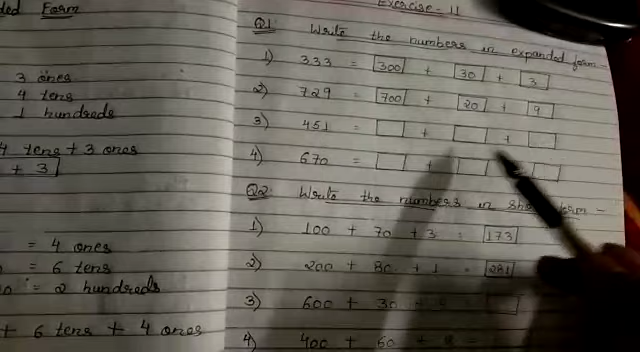 ded Form
3 ones
4 tens
1 hundreds
4 tens + 3 ones
+ 3
= 4 ones
= 6 tens
= 2 hundreds
+ 6 tens + 4 ones
Exercise - 11
Q1 Write the numbers in expanded form -
1) 333 = 300 + 30 + 3
2) 729 = 700 + 20 + 9
3) 451 = + +
4) 670 = +
Q2 Write the numbers in short form -
1) 100 + 70 + 3 = 173
2) 200 + 80 + 1 = 281
3) 600 + 30 +
4) 400 + 60 +